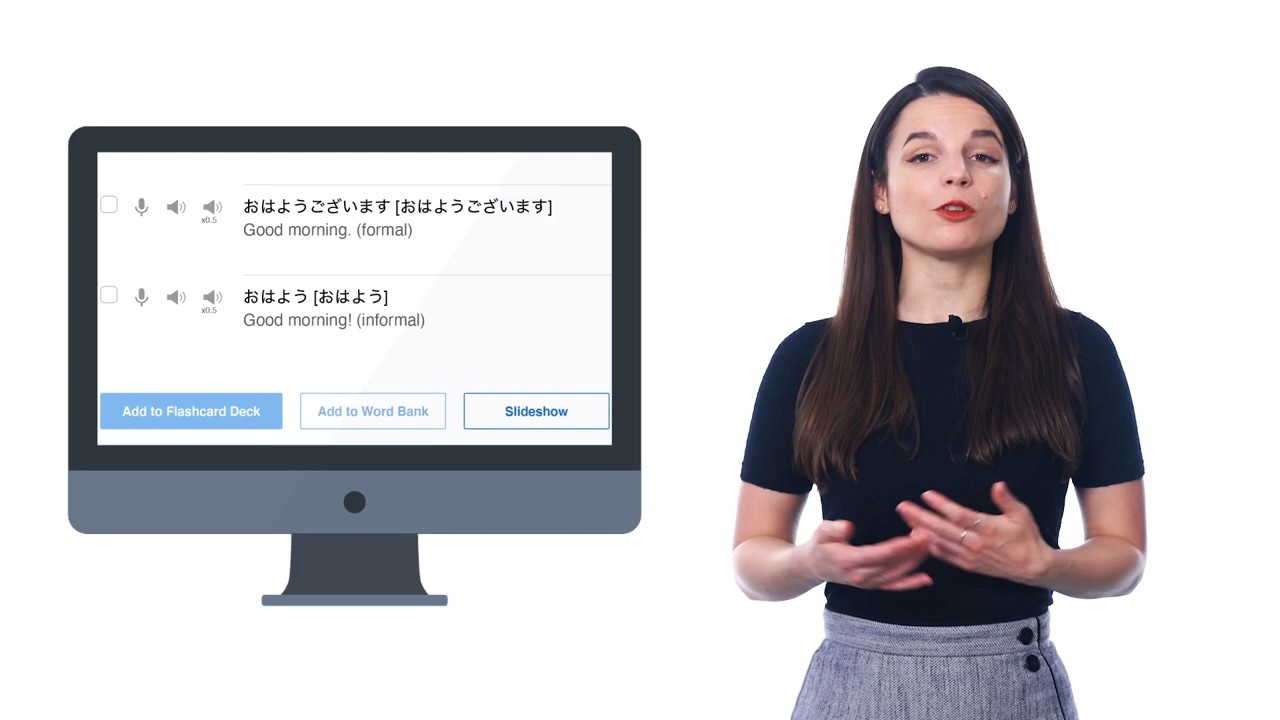 おはようございます [おはようございます]
Good morning. (formal)
x0.5
おはよう [おはよう]
Good morning! (informal)
x0.5
Add to Flashcard Deck
Add to Word Bank
Slideshow